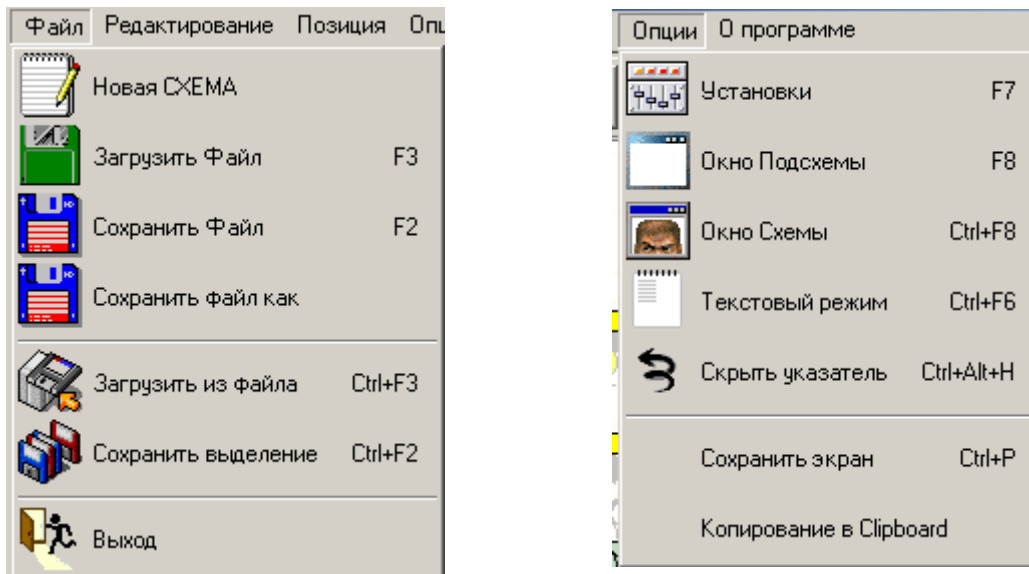 Файл Редактирование Позиция
Новая СХЕМА
Загрузить Файл F3
Сохранить Файл F2
Сохранить файл как
Загрузить из файла Ctrl+F3
Сохранить выделение Ctrl+F2
Выход
Опции О программе
Установки F7
Окно Подсхемы F8
Окно Схемы Ctrl+F8
Текстовый режим Ctrl+F6
Скрыть указатель Ctrl+Alt+H
Сохранить экран Ctrl+P
Копирование в Clipboard